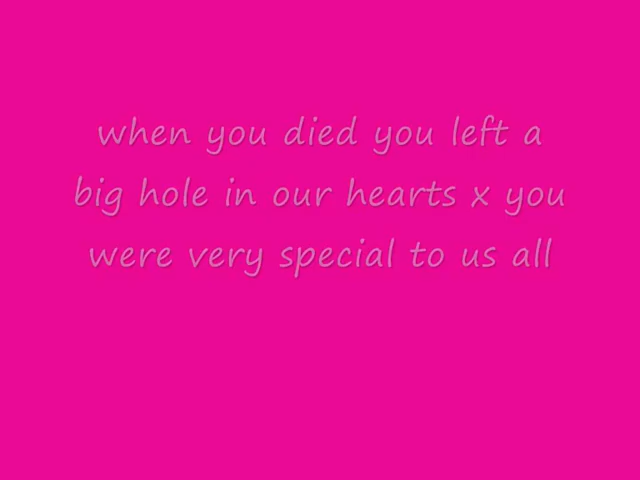 when you died you left a
big hole in our hearts x you
were very special to us all